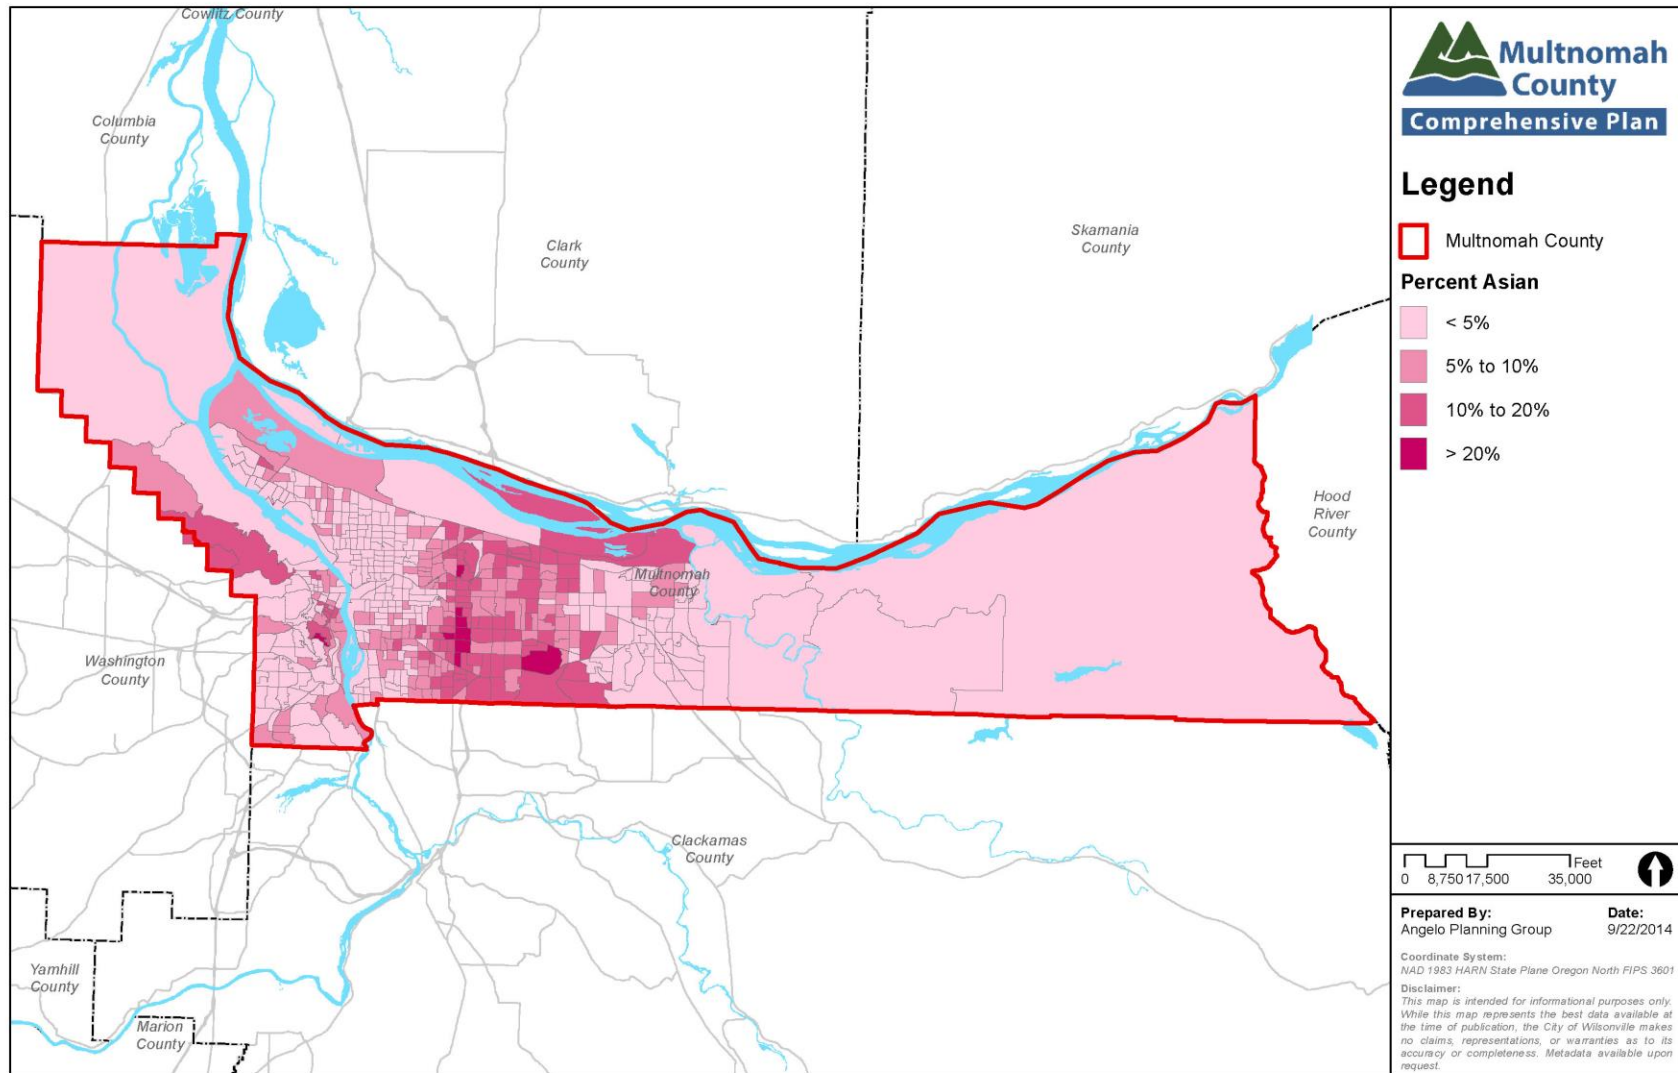 Cowlitz County
Columbia
County
Clark
County
Skamania
County
Hood
River
County
Multnomah
County
Washington
County
Clackamas
County
Yamhill
County
Marion
County
Multnomah
County
Comprehensive Plan
Legend
Multnomah County
Percent Asian
< 5%
5% to 10%
10% to 20%
> 20%
Feet
0 8,750 17,500 35,000
Prepared By: Date:
Angelo Planning Group 9/22/2014
Coordinate System:
NAD 1983 HARN State Plane Oregon North FIPS 3601
Disclaimer:
This map is intended for informational purposes only.
While this map represents the best data available at
the time of publication, the City of Wilsonville makes
no claims, representations, or warranties as to its
accuracy or completeness. Metadata available upon
request.